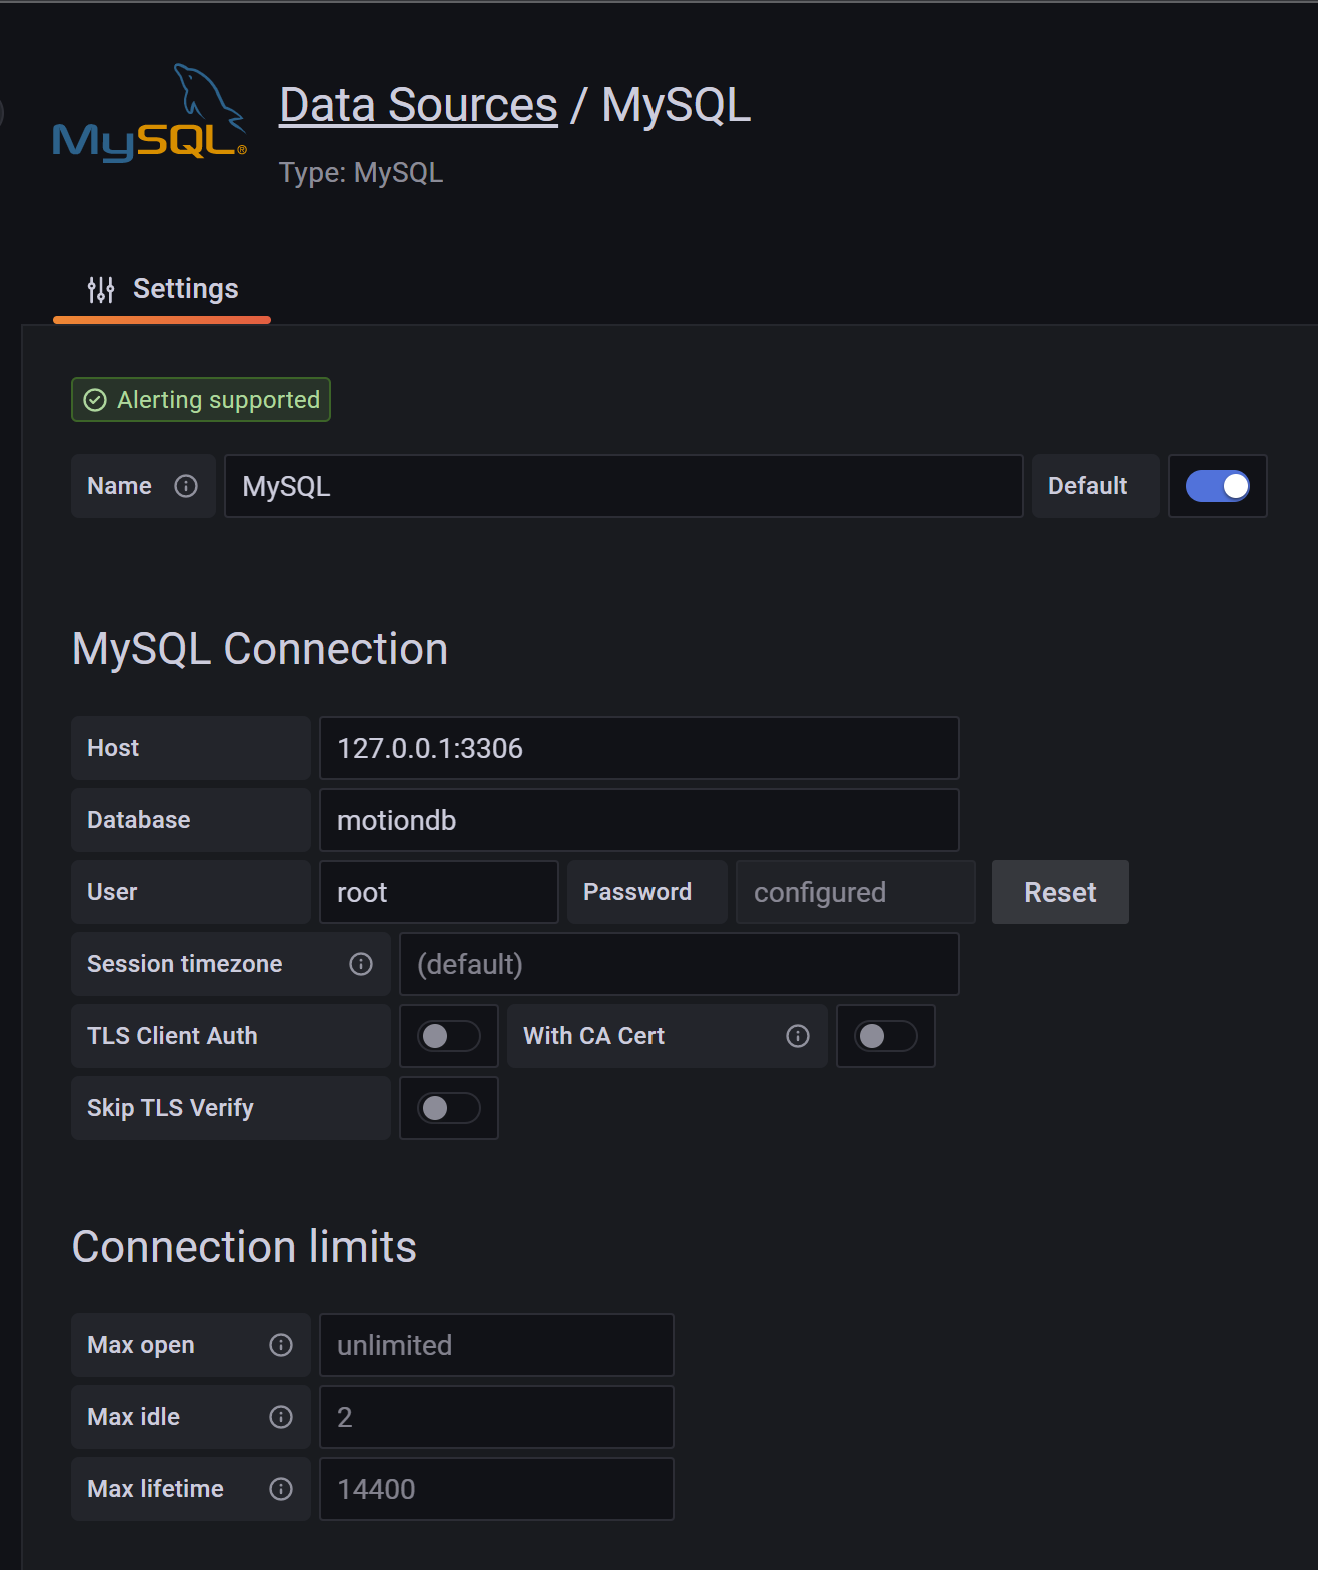 MySQL®
Data Sources / MySQL
Type: MySQL
Settings
Alerting supported
Name MySQL Default
MySQL Connection
Host 127.0.0.1:3306
Database motiondb
User root Password configured Reset
Session timezone (default)
TLS Client Auth With CA Cert
Skip TLS Verify
Connection limits
Max open unlimited
Max idle 2
Max lifetime 14400